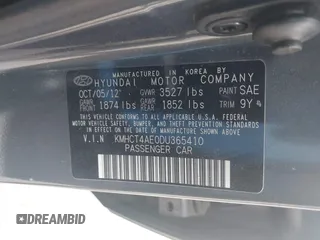 MANUFACTURED IN KOREA BY
HYUNDAI MOTOR COMPANY
OCT/05/12 GVWR 3527 lbs PAINT SAE
GAWR FRONT 1874 lbs GAWR REAR 1852 lbs TRIM 9Y
THIS VEHICLE CONFORMS TO ALL APPLICABLE U.S. FEDERAL MOTOR VEHICLE SAFETY, BUMPER, AND THEFT PREVENTION STANDARDS IN EFFECT ON THE DATE OF MANUFACTURE SHOWN ABOVE.
V.I.N KMHCT4AE0DU365410
PASSENGER CAR
AutoHelperBot.com